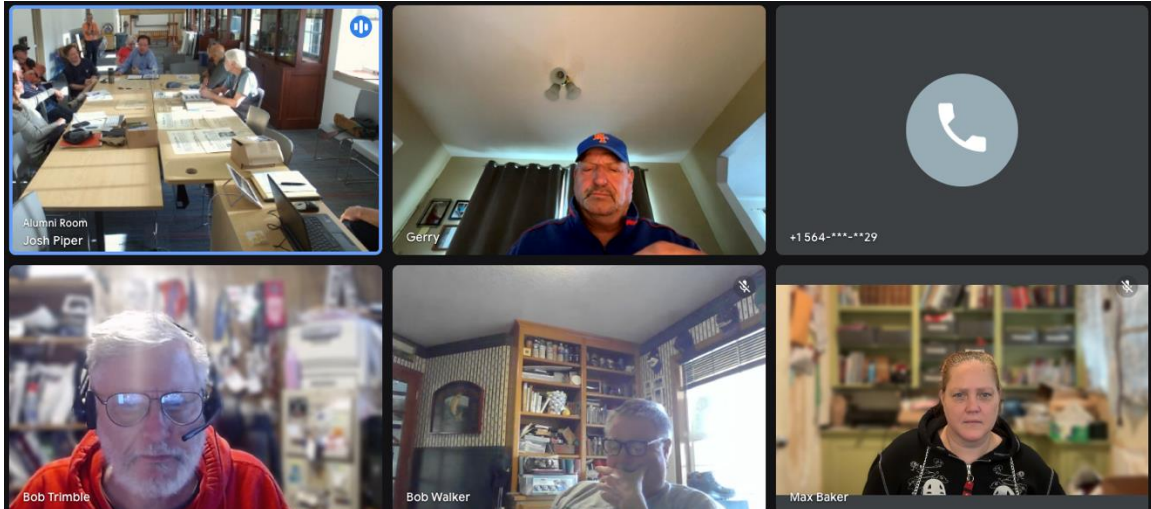 Alumni Room
Josh Piper
Gerry
+1 564-***-**29
Bob Trimble
Bob Walker
Max Baker